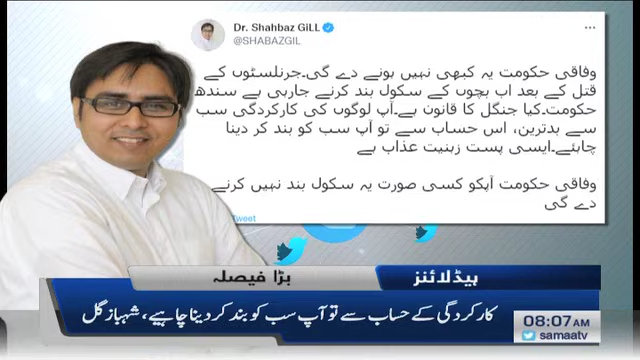 Dr. Shahbaz GiLL
@SHABAZGIL
وفاقی حکومت یہ کبھی نہیں ہونے دے گی۔جرنلسٹوں کے
قتل کے بعد اب بچوں کے سکول بند کرنے جارہی ہے سندھ
حکومت۔کیا جنگل کا قانون ہے۔آپ لوگوں کی کارکردگی سب
سے بدترین، اس حساب سے تو آپ سب کو بند کر دینا
چاہئے۔ایسی پست زہنیت عذاب ہے
وفاقی حکومت آپکو کسی صورت یہ سکول بند نہیں کرنے
دے گی
Tweet
ہیڈلائنز
بڑا فیصلہ
کارکردگی کے حساب سے تو آپ سب کو بند کر دینا چاہیے، شہباز گل
08:07AM
samaatv